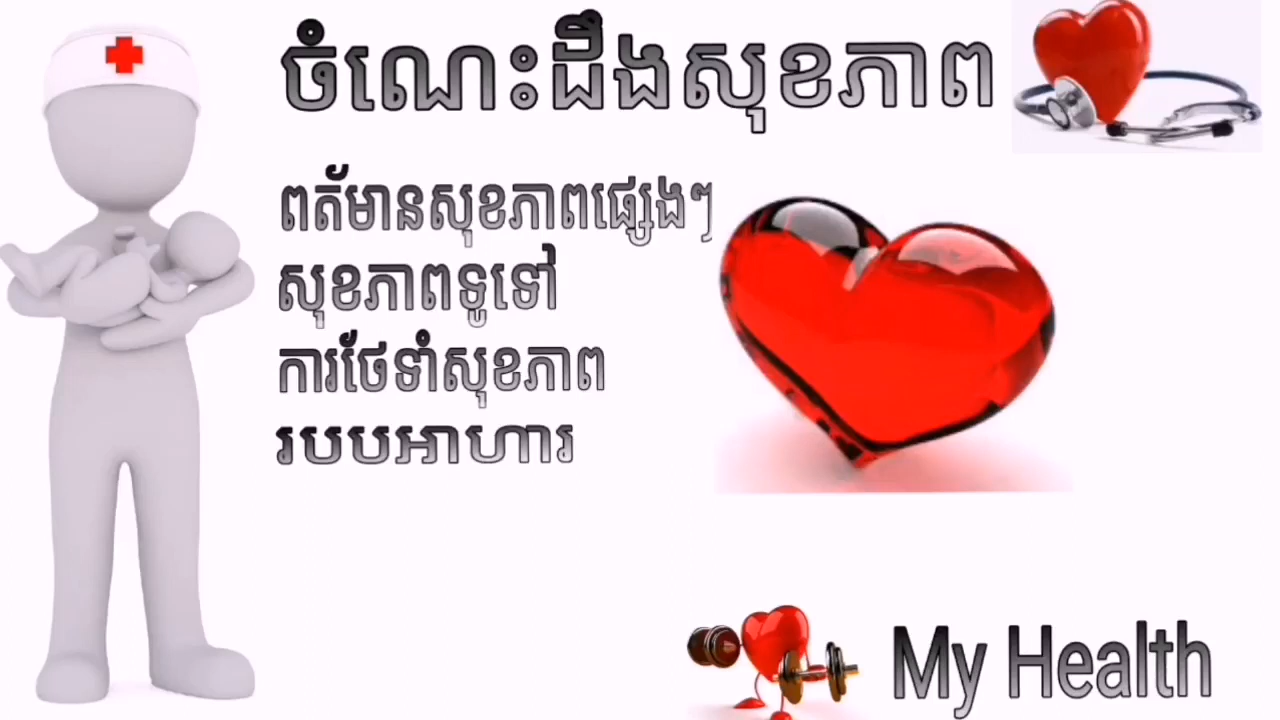 ចំណេះដឹងសុខភាព
ពត័មានសុខភាពផ្សេងៗ
សុខភាពទូទៅ
ការថែទាំសុខភាព
របបអាហារ
My Health